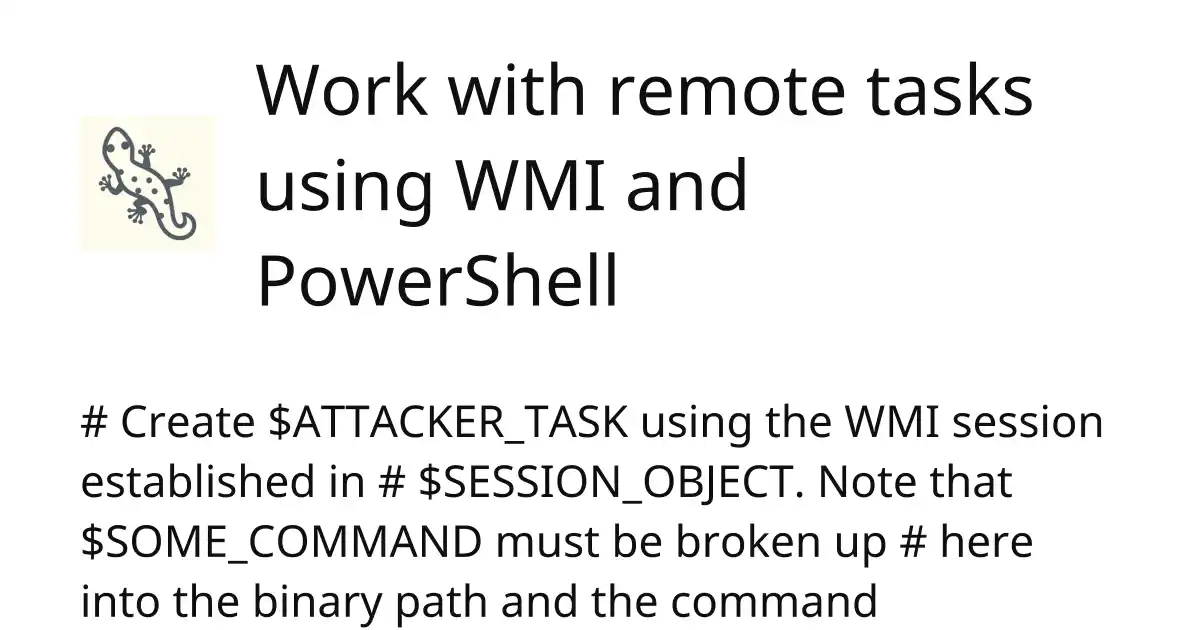 Work with remote tasks
using WMI and
PowerShell
# Create $ATTACKER_TASK using the WMI session
established in # $SESSION_OBJECT. Note that
$SOME_COMMAND must be broken up # here
into the binary path and the command